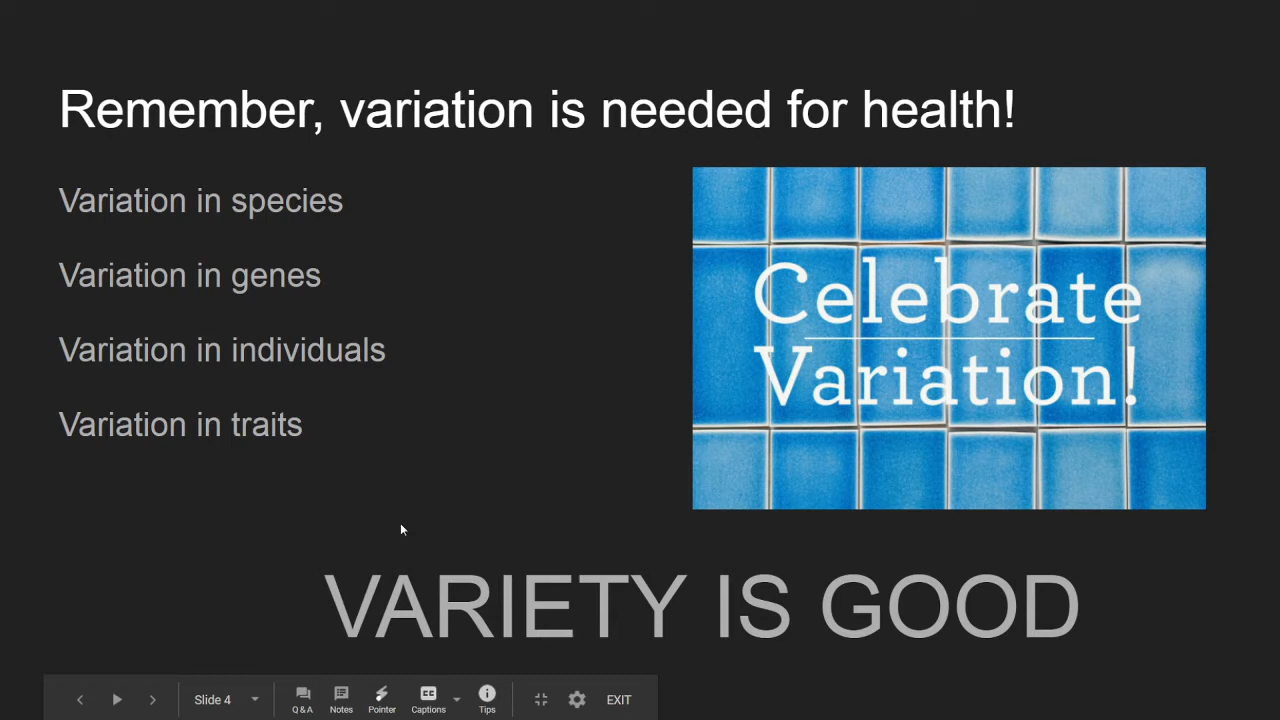 Remember, variation is needed for health!
Variation in species
Variation in genes
Variation in individuals
Variation in traits
Celebrate
Variation!
VARIETY IS GOOD
Slide 4
Q & A
Notes
Pointer
CC
Captions
Tips
EXIT